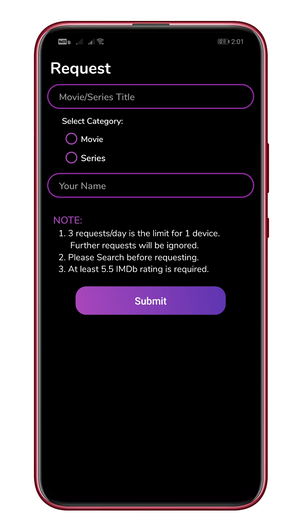 2:01
Request
Movie/Series Title
Select Category:
Movie
Series
Your Name
NOTE:
1. 3 requests/day is the limit for 1 device.
Further requests will be ignored.
2. Please Search before requesting.
3. At least 5.5 IMDb rating is required.
Submit